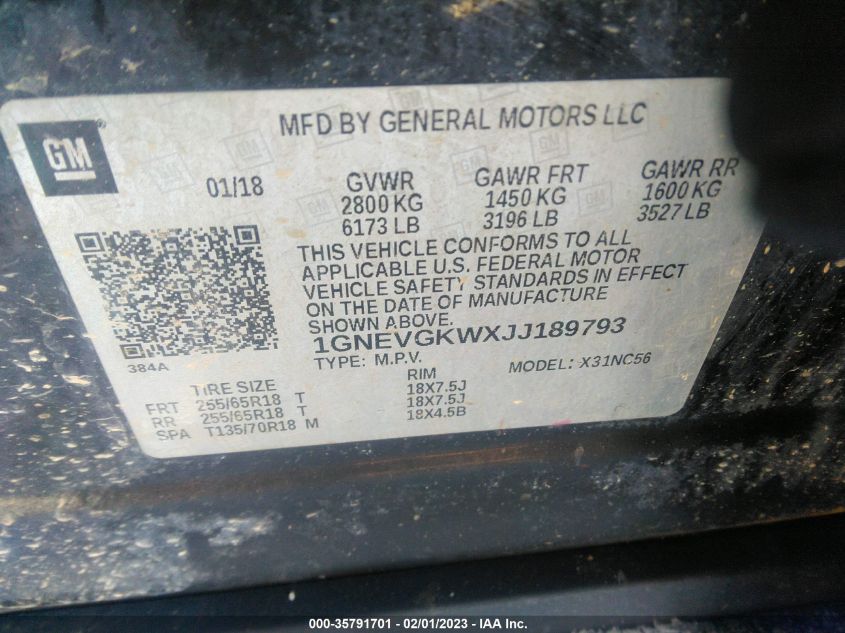 MFD BY GENERAL MOTORS LLC
GM
01/18 GVWR GAWR FRT GAWR RR
2800 KG 1450 KG 1600 KG
6173 LB 3196 LB 3527 LB
THIS VEHICLE CONFORMS TO ALL
APPLICABLE U.S. FEDERAL MOTOR
VEHICLE SAFETY STANDARDS IN EFFECT
ON THE DATE OF MANUFACTURE
SHOWN ABOVE.
1GNEVGKWXJJ189793
384A TYPE: M.P.V. MODEL: X31NC56
TIRE SIZE RIM
FRT 255/65R18 T 18X7.5J
RR 255/65R18 T 18X7.5J
SPA T135/70R18 M 18X4.5B
000-35791701 - 02/01/2023 - IAA Inc.